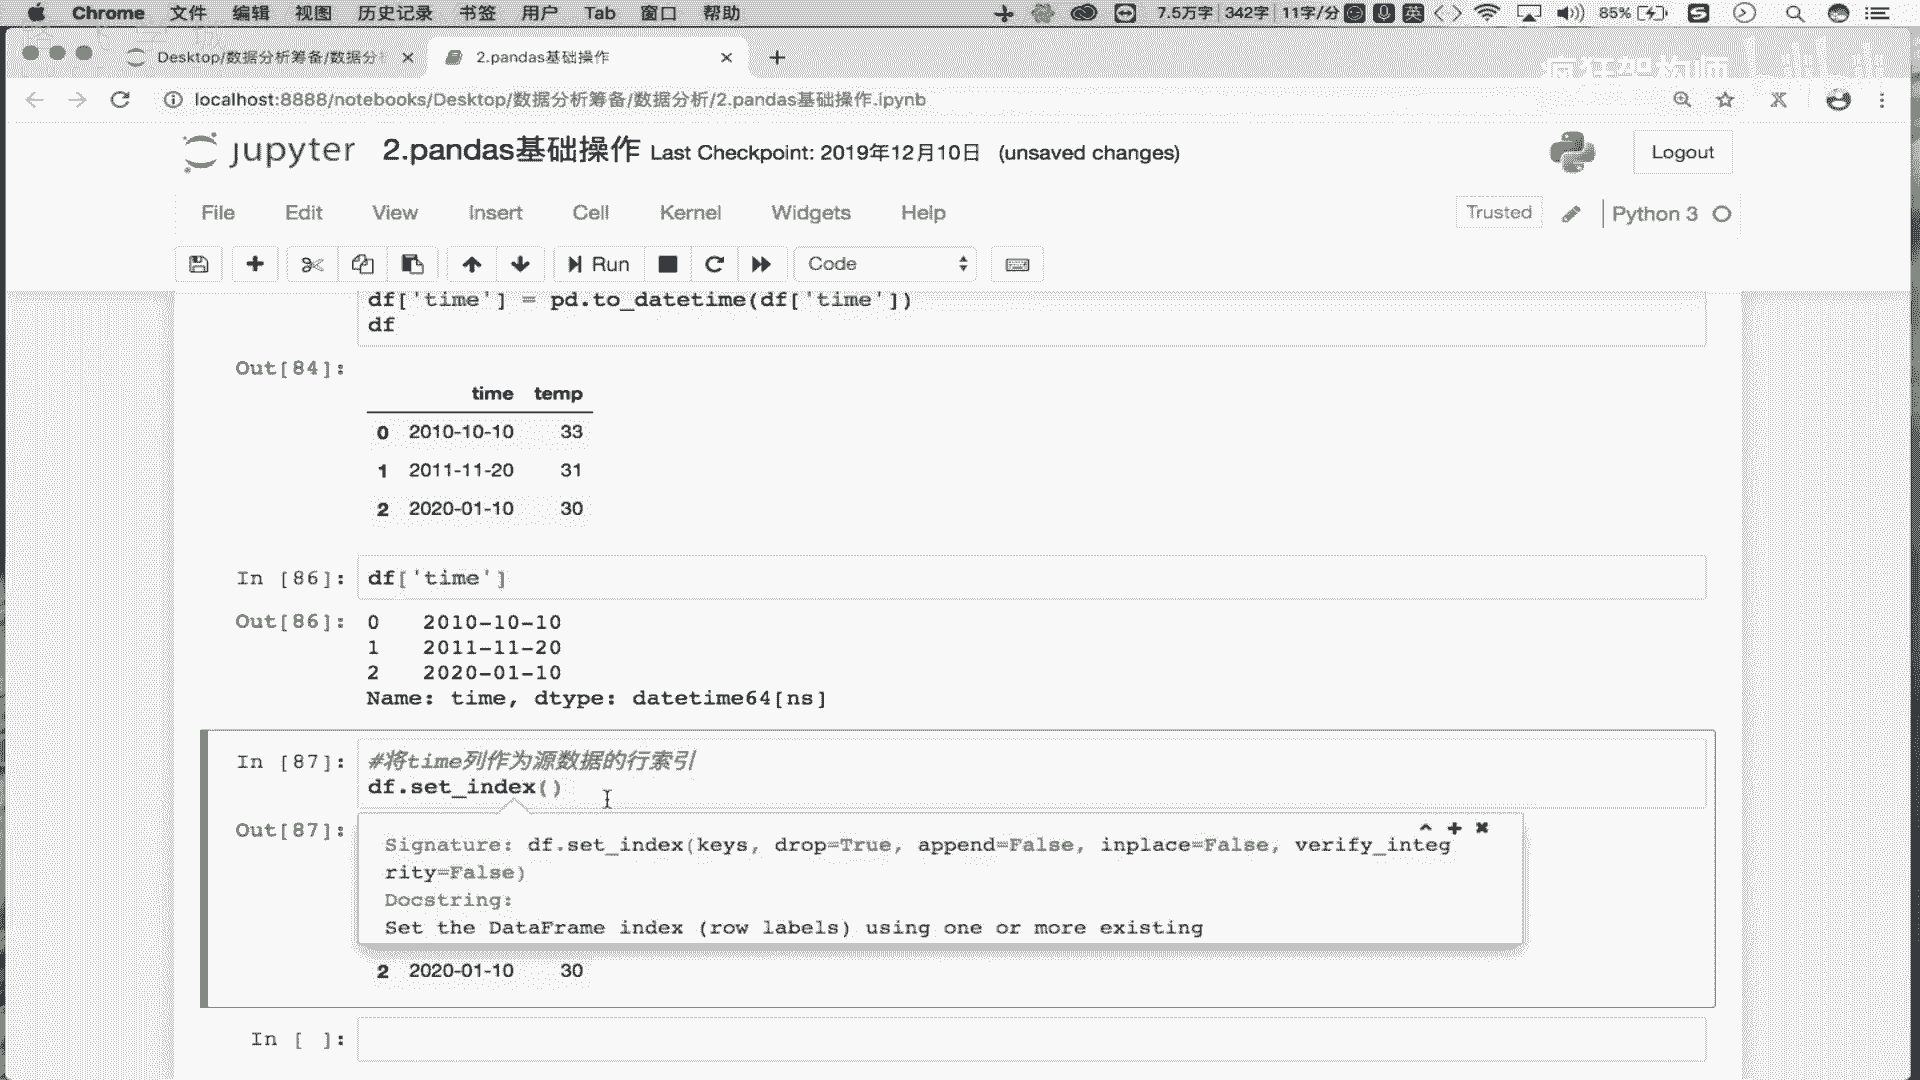 Chrome 文件 编辑 视图 历史记录 书签 用户 Tab 窗口 帮助 7.5万字 342字 11字/分 英 85%
Desktop/数据分析筹备/数据分 2.pandas基础操作
疯狂架构师 bilibili
localhost:8888/notebooks/Desktop/数据分析筹备/数据分析/2.pandas基础操作.ipynb
jupyter 2.pandas基础操作 Last Checkpoint: 2019年12月10日 (unsaved changes) Logout
File Edit View Insert Cell Kernel Widgets Help Trusted Python 3
Run Code
df['time'] = pd.to_datetime(df['time'])
df
Out[84]:
time temp
0 2010-10-10 33
1 2011-11-20 31
2 2020-01-10 30
In [86]: df['time']
Out[86]: 0 2010-10-10
1 2011-11-20
2 2020-01-10
Name: time, dtype: datetime64[ns]
In [87]: #将time列作为源数据的行索引
df.set_index()
Out[87]:
Signature: df.set_index(keys, drop=True, append=False, inplace=False, verify_integ
rity=False)
Docstring:
Set the DataFrame index (row labels) using one or more existing
2 2020-01-10 30
In [ ]: